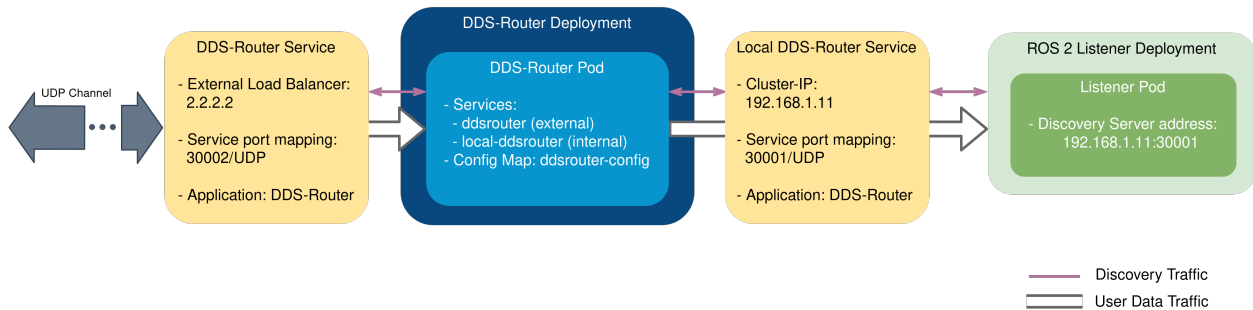 UDP Channel
DDS-Router Service
- External Load Balancer:
2.2.2.2
- Service port mapping:
30002/UDP
- Application: DDS-Router
DDS-Router Deployment
DDS-Router Pod
- Services:
- ddsrouter (external)
- local-ddsrouter (internal)
- Config Map: ddsrouter-config
Local DDS-Router Service
- Cluster-IP:
192.168.1.11
- Service port mapping:
30001/UDP
- Application: DDS-Router
ROS 2 Listener Deployment
Listener Pod
- Discovery Server address:
192.168.1.11:30001
Discovery Traffic
User Data Traffic